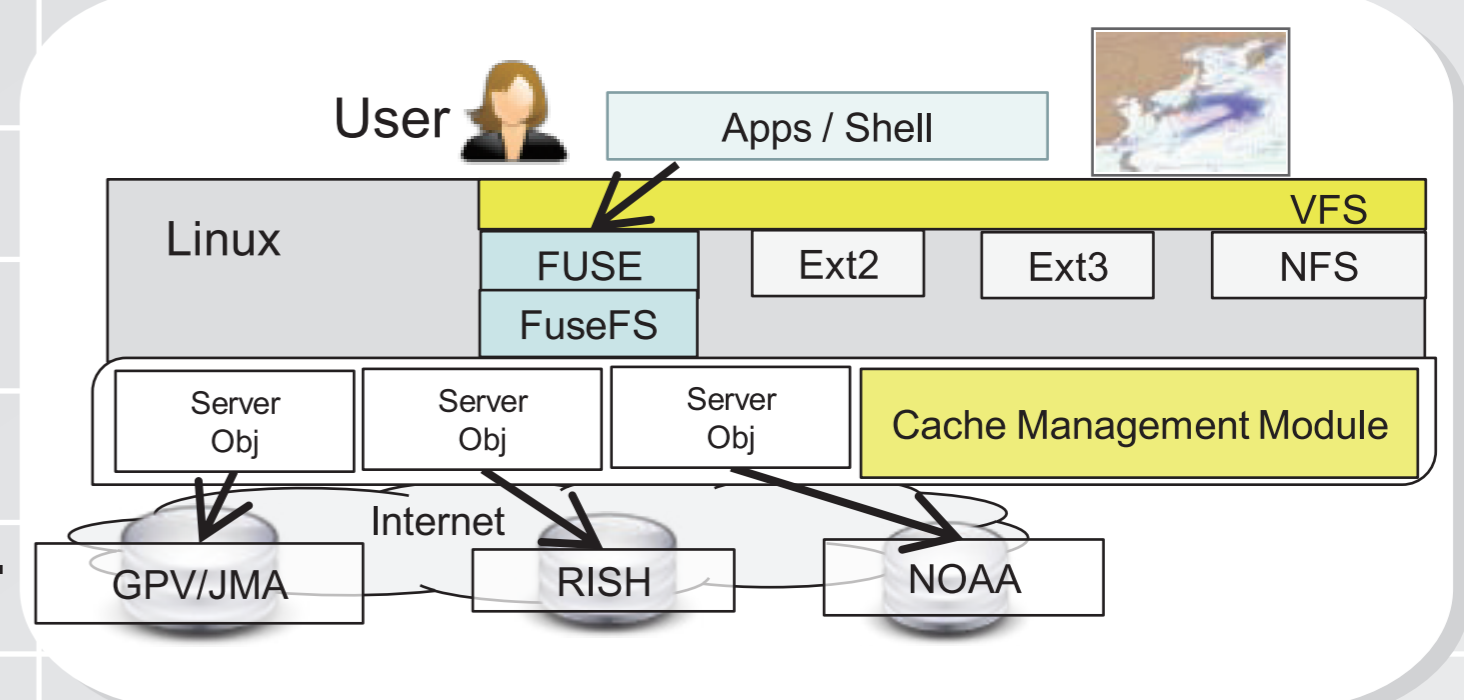 User
Apps / Shell
VFS
Linux
FUSE
Ext2
Ext3
NFS
FuseFS
Server
Obj
Server
Obj
Server
Obj
Cache Management Module
Internet
GPV/JMA
RISH
NOAA